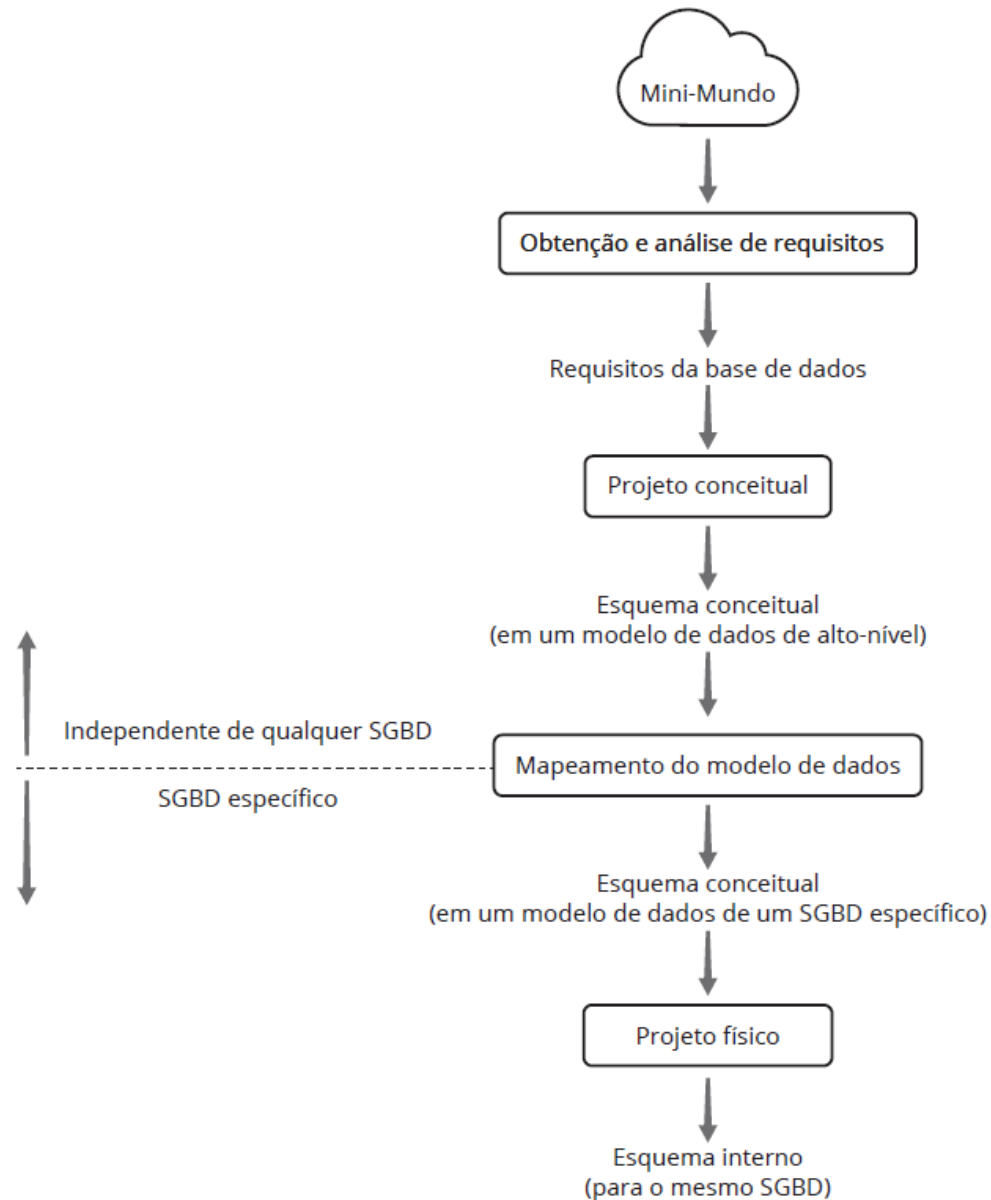 Mini-Mundo
Obtenção e análise de requisitos
Requisitos da base de dados
Projeto conceitual
Esquema conceitual
(em um modelo de dados de alto-nível)
Independente de qualquer SGBD
Mapeamento do modelo de dados
SGBD específico
Esquema conceitual
(em um modelo de dados de um SGBD específico)
Projeto físico
Esquema interno
(para o mesmo SGBD)